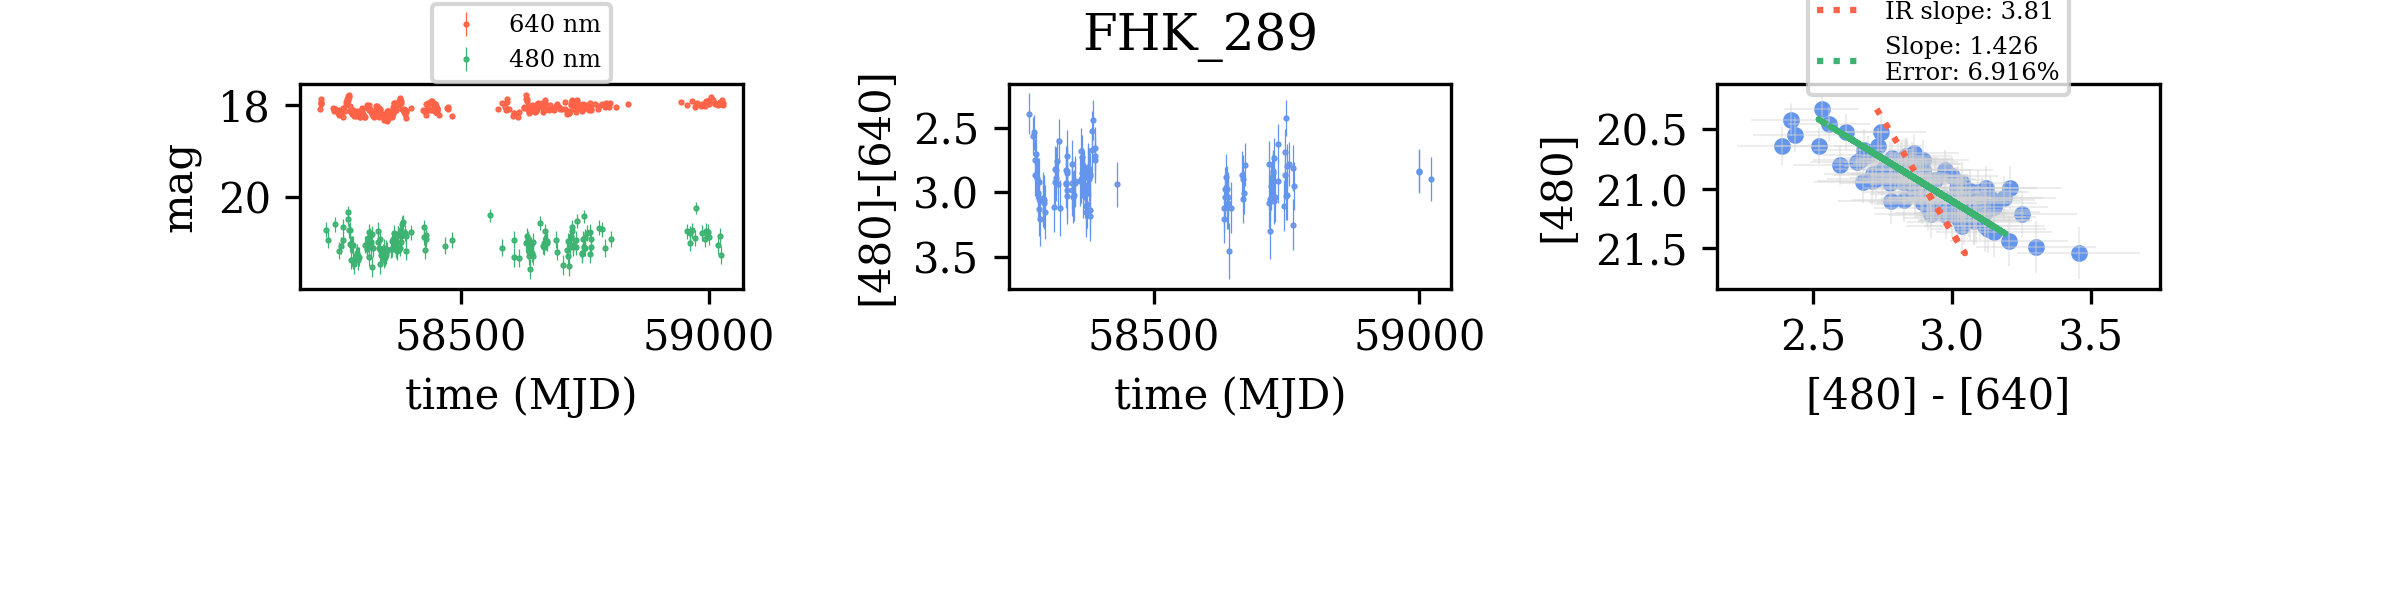 FHK_289
640 nm
480 nm
mag
18
20
58500
59000
time (MJD)
[480]-[640]
2.5
3.0
3.5
58500
59000
time (MJD)
IR slope: 3.81
Slope: 1.426
Error: 6.916%
[480]
20.5
21.0
21.5
2.5
3.0
3.5
[480] - [640]